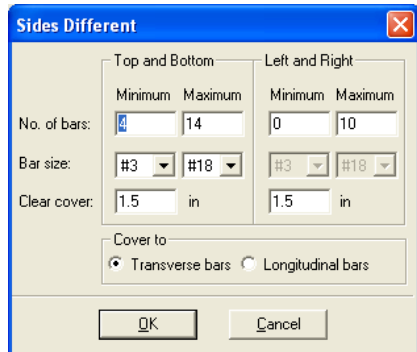 Sides Different
Top and Bottom Left and Right
Minimum Maximum Minimum Maximum
No. of bars: 4 14 0 10
Bar size: #3 #18 #3 #18
Clear cover: 1.5 in 1.5 in
Cover to
Transverse bars Longitudinal bars
OK Cancel